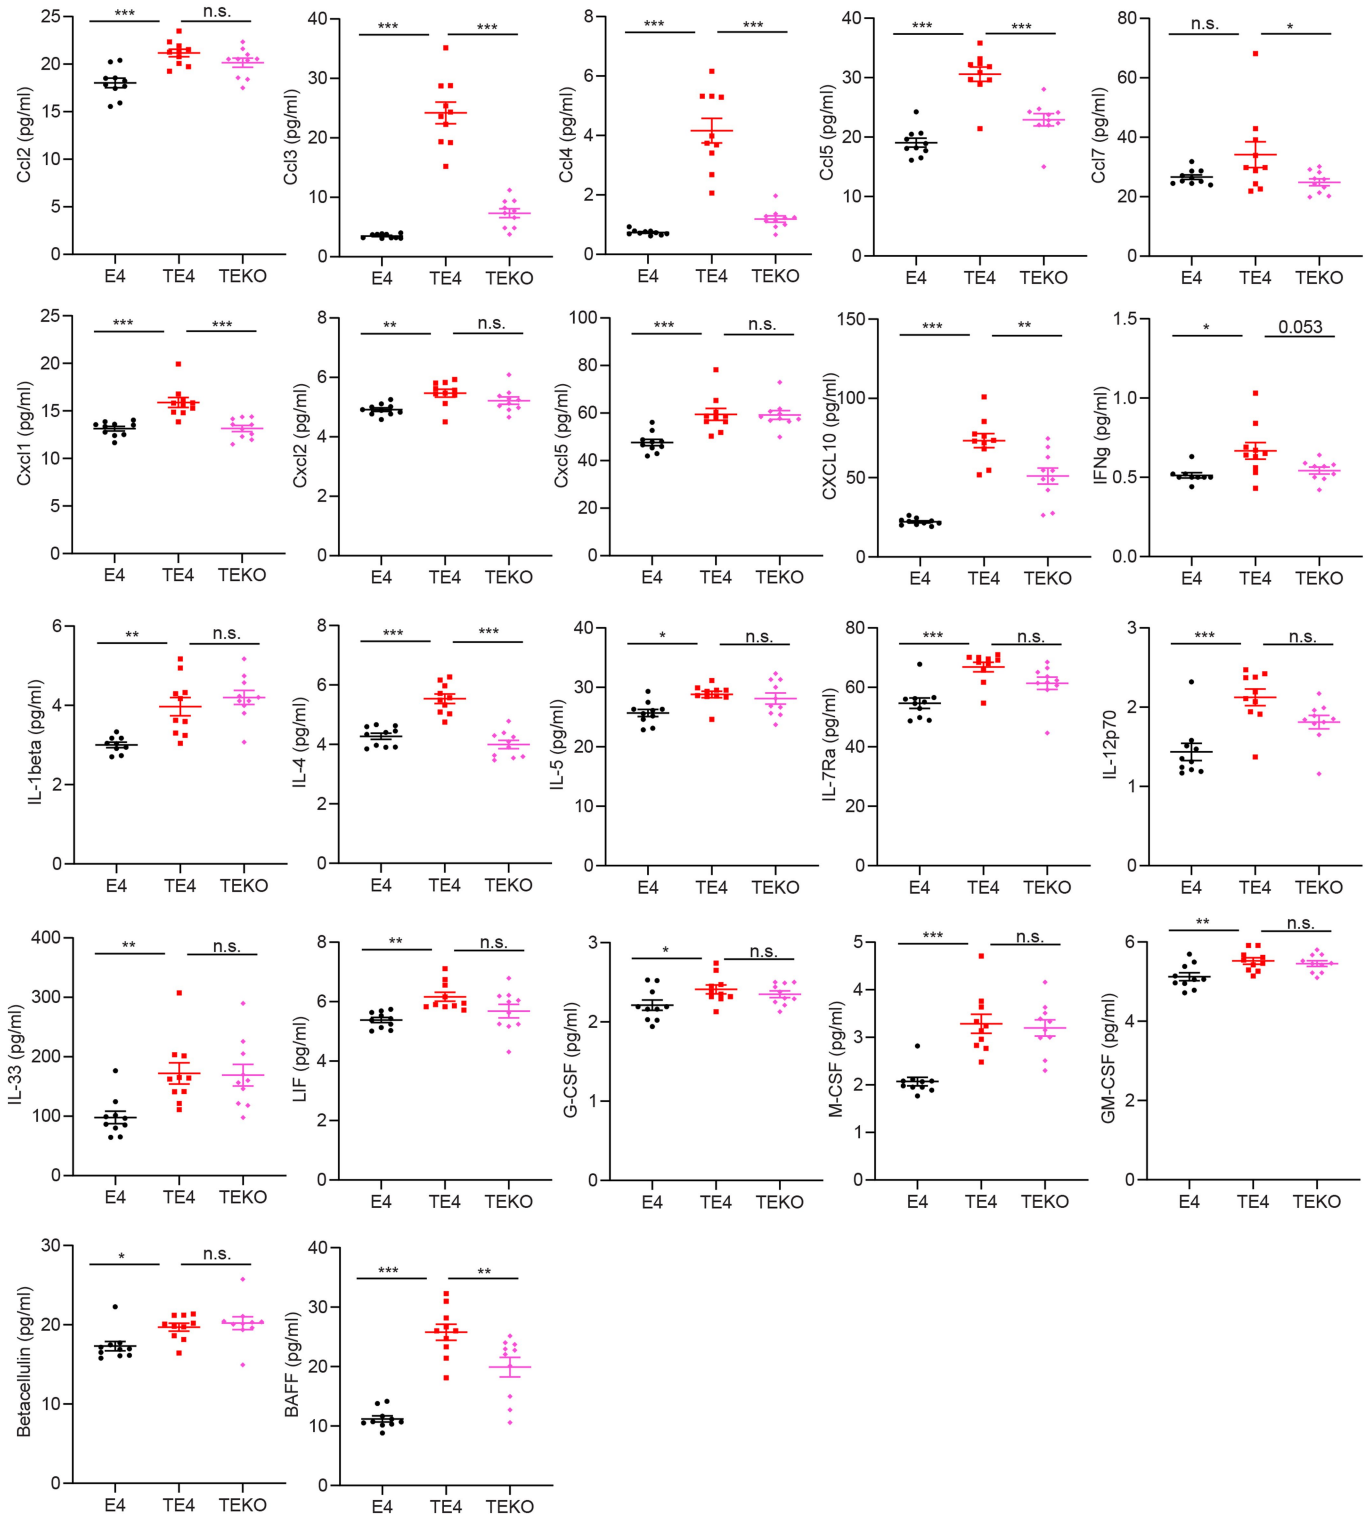 Ccl2 (pg/ml)
25
20
15
10
5
0
***
n.s.
E4 TE4 TEKO
Ccl3 (pg/ml)
40
30
20
10
0
***
***
E4 TE4 TEKO
Ccl4 (pg/ml)
8
6
4
2
0
***
***
E4 TE4 TEKO
Ccl5 (pg/ml)
40
30
20
10
0
***
***
E4 TE4 TEKO
Ccl7 (pg/ml)
80
60
40
20
0
n.s.
*
E4 TE4 TEKO
Cxcl1 (pg/ml)
25
20
15
10
5
0
***
***
E4 TE4 TEKO
Cxcl2 (pg/ml)
8
6
4
2
0
**
n.s.
E4 TE4 TEKO
Cxcl5 (pg/ml)
100
80
60
40
20
0
***
n.s.
E4 TE4 TEKO
CXCL10 (pg/ml)
150
100
50
0
***
**
E4 TE4 TEKO
IFNg (pg/ml)
1.5
1.0
0.5
0.0
*
0.053
E4 TE4 TEKO
IL-1beta (pg/ml)
6
4
2
0
**
n.s.
E4 TE4 TEKO
IL-4 (pg/ml)
8
6
4
2
0
***
***
E4 TE4 TEKO
IL-5 (pg/ml)
40
30
20
10
0
*
n.s.
E4 TE4 TEKO
IL-7Ra (pg/ml)
80
60
40
20
0
***
n.s.
E4 TE4 TEKO
IL-12p70
3
2
1
0
***
n.s.
E4 TE4 TEKO
IL-33 (pg/ml)
400
300
200
100
0
**
n.s.
E4 TE4 TEKO
LIF (pg/ml)
8
6
4
2
0
**
n.s.
E4 TE4 TEKO
G-CSF (pg/ml)
3
2
1
0
*
n.s.
E4 TE4 TEKO
M-CSF (pg/ml)
5
4
3
2
1
0
***
n.s.
E4 TE4 TEKO
GM-CSF (pg/ml)
6
4
2
0
**
n.s.
E4 TE4 TEKO
Betacellulin (pg/ml)
30
20
10
0
*
n.s.
E4 TE4 TEKO
BAFF (pg/ml)
40
30
20
10
0
***
**
E4 TE4 TEKO